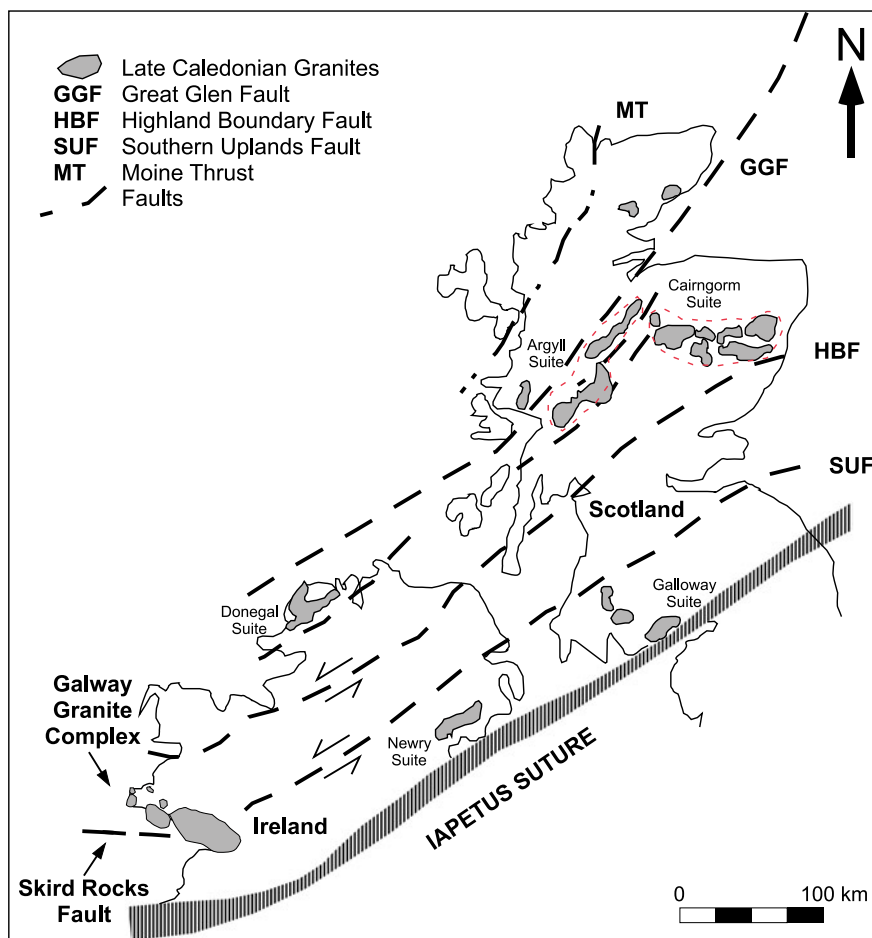 Late Caledonian Granites
GGF Great Glen Fault
HBF Highland Boundary Fault
SUF Southern Uplands Fault
MT Moine Thrust
Faults
N
MT
GGF
Cairngorm
Suite
Argyll
Suite
HBF
SUF
Scotland
Donegal
Suite
Galloway
Suite
Galway
Granite
Complex
Newry
Suite
IAPETUS SUTURE
Ireland
Skird Rocks
Fault
0 100 km